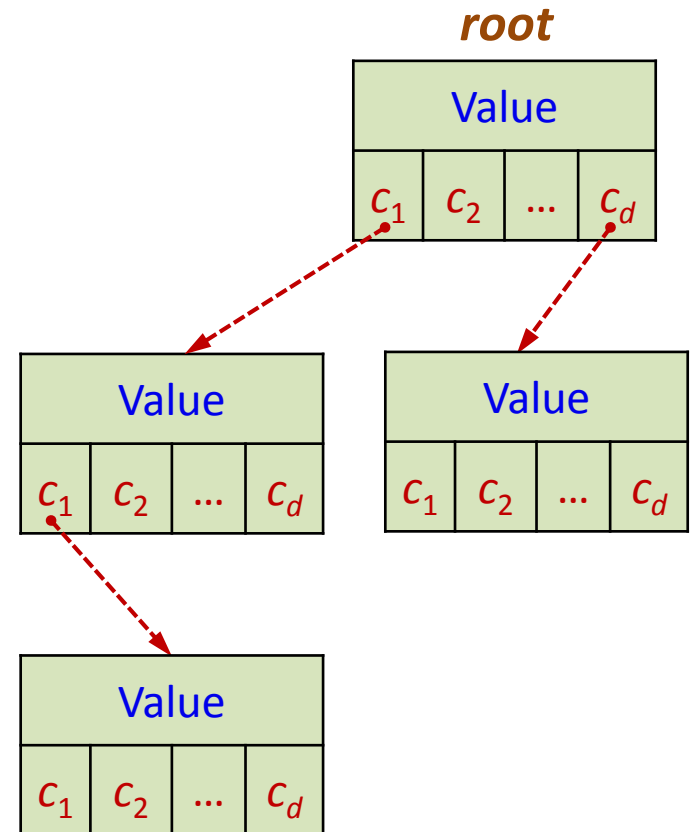 root
Value
c1 c2 ... cd
Value Value
c1 c2 ... cd c1 c2 ... cd
Value
c1 c2 ... cd